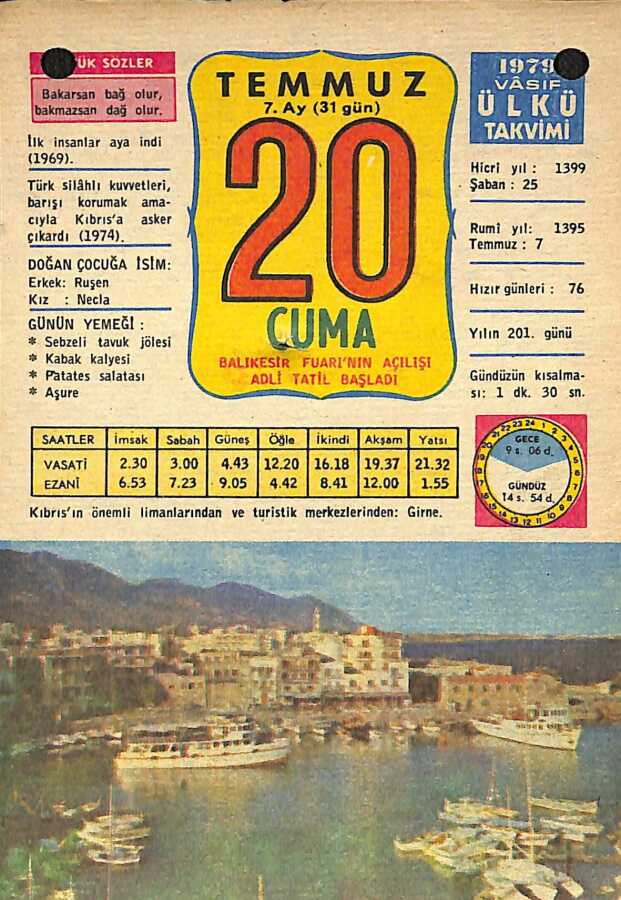 ÜK SÖZLER
Bakarsan bağ olur,
bakmazsan dağ olur.
İlk insanlar aya indi
(1969).
Türk silâhlı kuvvetleri,
barışı korumak ama-
cıyla Kıbrıs'a asker
çıkardı (1974).
DOĞAN ÇOCUĞA İSİM:
Erkek: Ruşen
Kız : Necla
GÜNÜN YEMEĞİ :
* Sebzeli tavuk jölesi
* Kabak kalyesi
* Patates salatası
* Aşure
TEMMUZ
7. Ay (31 gün)
20
CUMA
BALIKESİR FUARI'NIN AÇILIŞI
ADLİ TATİL BAŞLADI
1979
VÂSIF
ÜLKÜ
TAKVİMİ
Hicrî yıl : 1399
Şaban : 25
Rumî yıl: 1395
Temmuz : 7
Hızır günleri : 76
Yılın 201. günü
Gündüzün kısalma-
sı: 1 dk. 30 sn.
SAATLER İmsak Sabah Güneş Öğle İkindi Akşam Yatsı
VASATİ 2.30 3.00 4.43 12.20 16.18 19.37 21.32
EZANİ 6.53 7.23 9.05 4.42 8.41 12.00 1.55
GECE
9 s. 06 d.
GÜNDÜZ
14 s. 54 d.
Kıbrıs'ın önemli limanlarından ve turistik merkezlerinden: Girne.